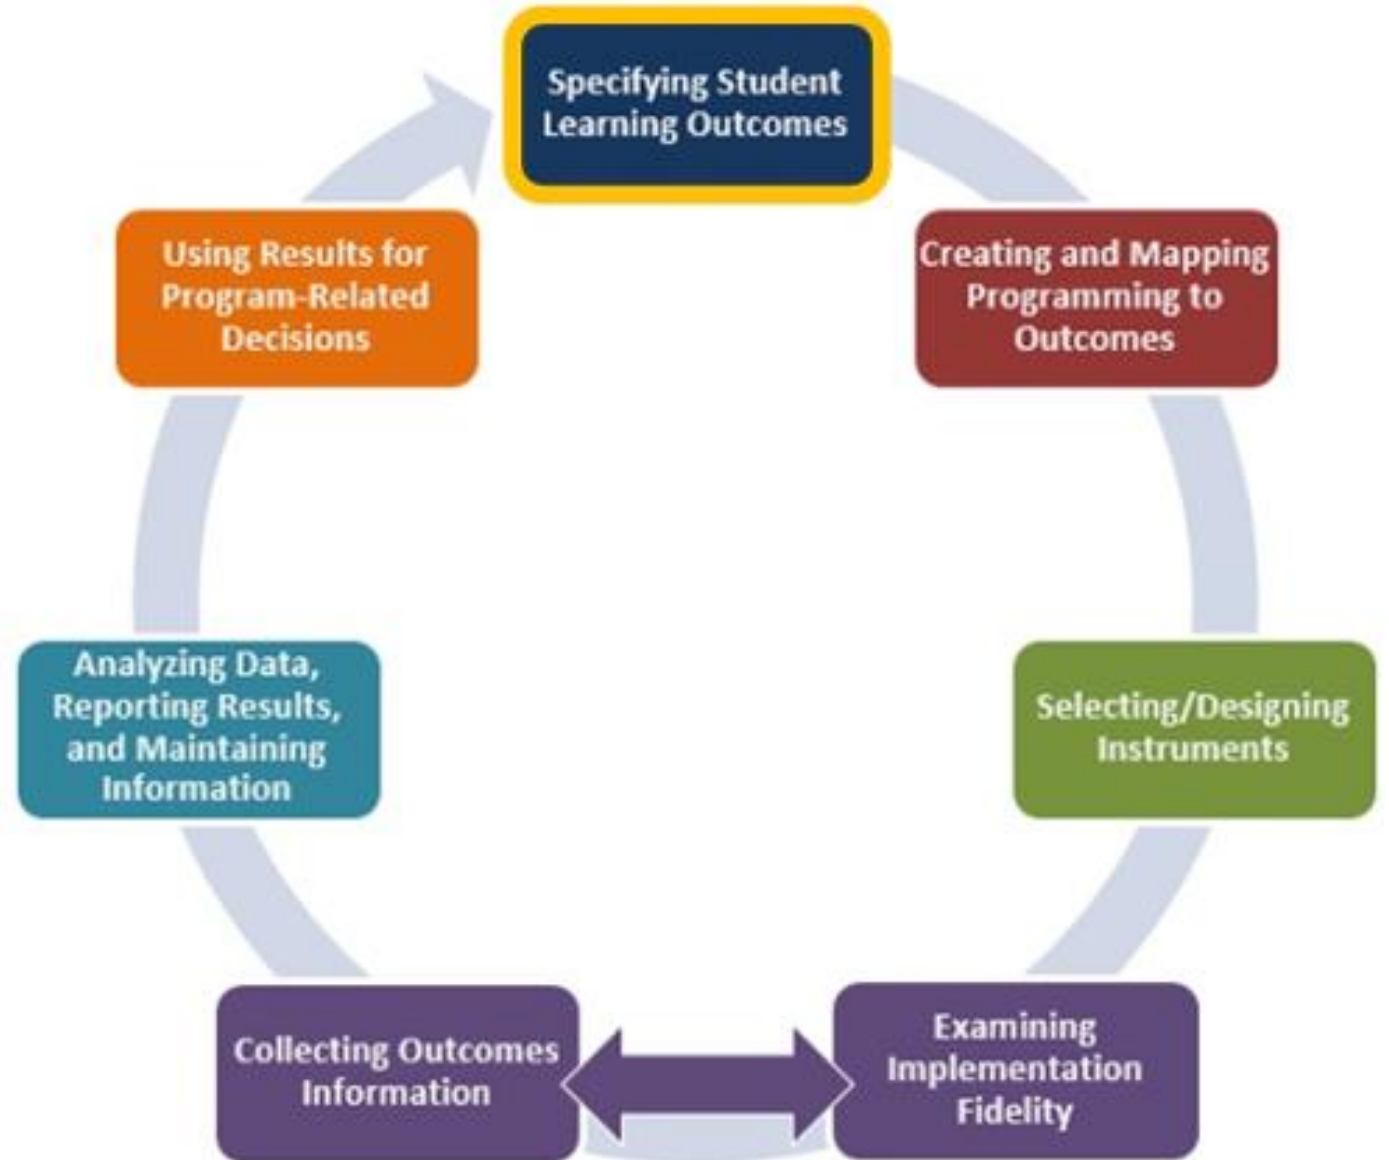 Specifying Student
Learning Outcomes
Creating and Mapping
Programming to
Outcomes
Selecting/Designing
Instruments
Examining
Implementation
Fidelity
Collecting Outcomes
Information
Analyzing Data,
Reporting Results,
and Maintaining
Information
Using Results for
Program-Related
Decisions